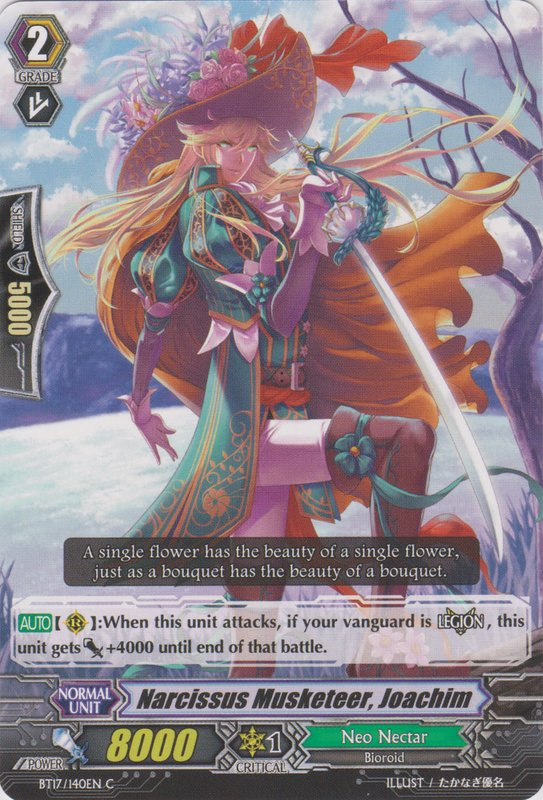 2
GRADE
SHIELD
5000
A single flower has the beauty of a single flower,
just as a bouquet has the beauty of a bouquet.
AUTO【R】:When this unit attacks, if your vanguard is LEGION, this
unit gets +4000 until end of that battle.
NORMAL UNIT
Narcissus Musketeer, Joachim
POWER
8000
1
CRITICAL
Neo Nectar
Bioroid
BT17/140EN C
ILLUST / たかなぎ優名